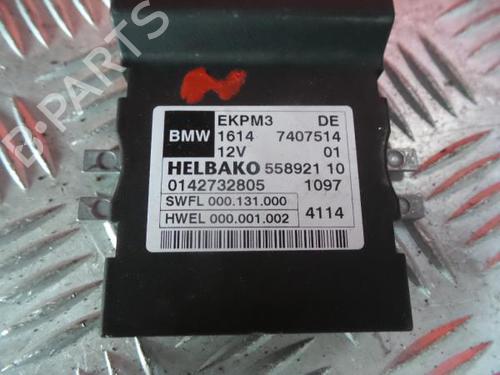 EKPM3 DE
BMW 1614 7407514
12V 01
HELBAKO 558921 10
0142732805 1097
SWFL 000.131.000
HWEL 000.001.002 4114
B-PARTS